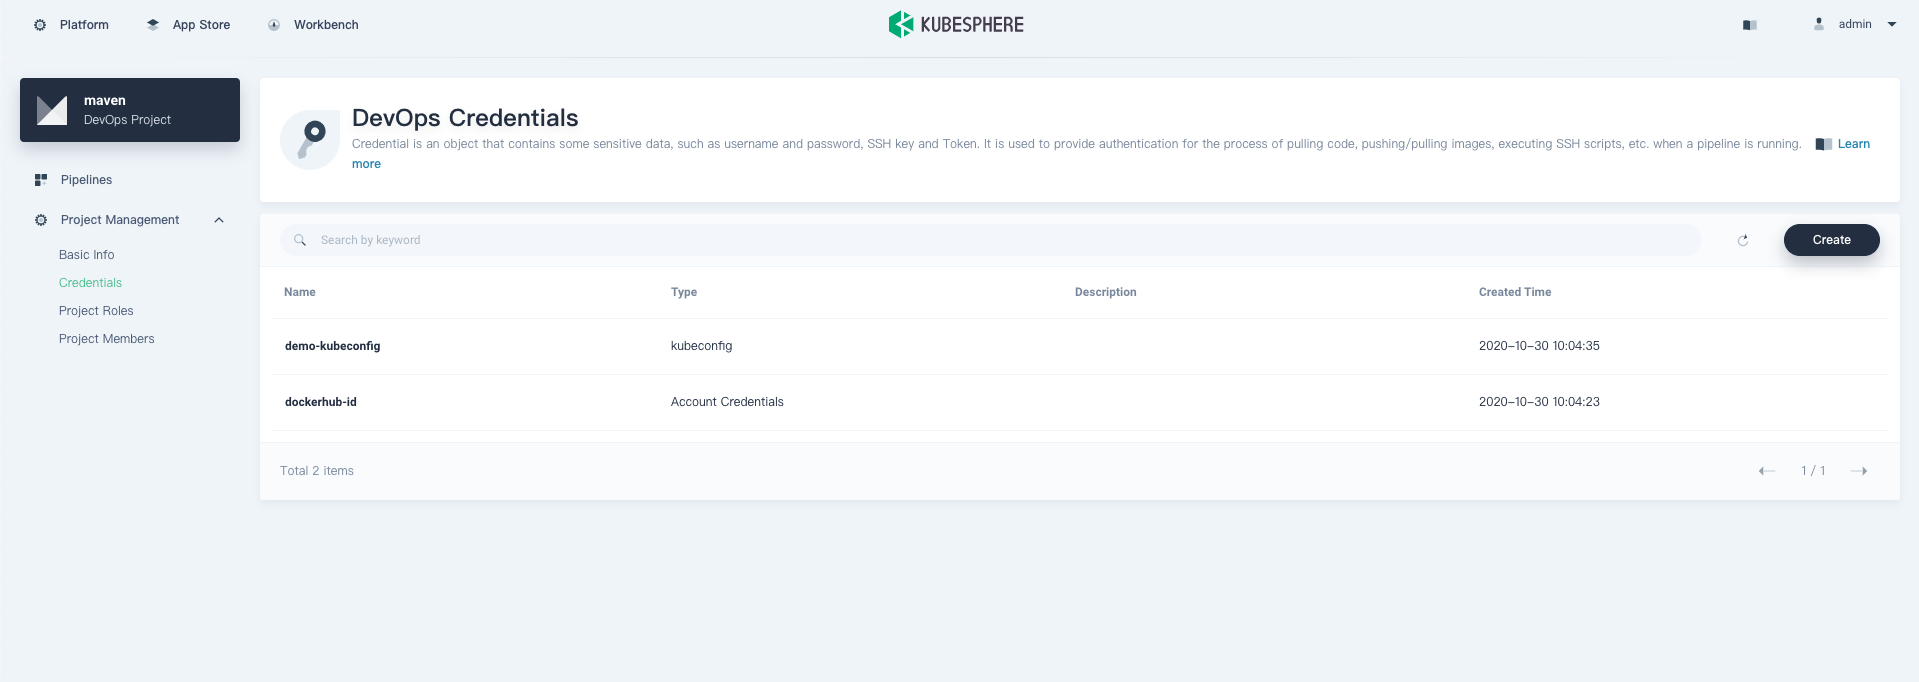 Platform App Store Workbench KUBESPHERE admin
maven
DevOps Project
Pipelines
Project Management
Basic Info
Credentials
Project Roles
Project Members
DevOps Credentials
Credential is an object that contains some sensitive data, such as username and password, SSH key and Token. It is used to provide authentication for the process of pulling code, pushing/pulling images, executing SSH scripts, etc. when a pipeline is running. Learn
more
Search by keyword Create
Name Type Description Created Time
demo-kubeconfig kubeconfig 2020-10-30 10:04:35
dockerhub-id Account Credentials 2020-10-30 10:04:23
Total 2 items 1 / 1